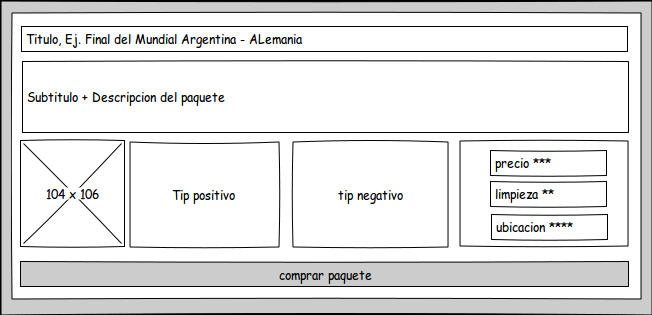 Titulo, Ej. Final del Mundial Argentina - ALemania
Subtitulo + Descripcion del paquete
104 x 106
Tip positivo
tip negativo
precio ***
limpieza **
ubicacion ****
comprar paquete